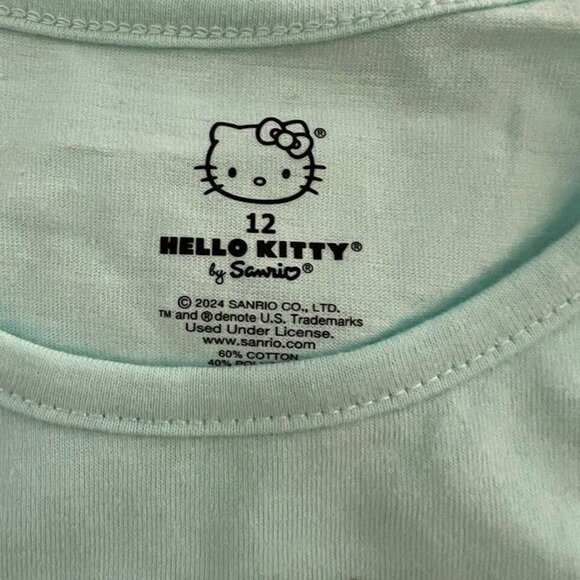 ®
12
HELLO KITTY®
by Sanrio®
© 2024 SANRIO CO., LTD.
TM and ® denote U.S. Trademarks
Used Under License.
www.sanrio.com
60% COTTON
40%